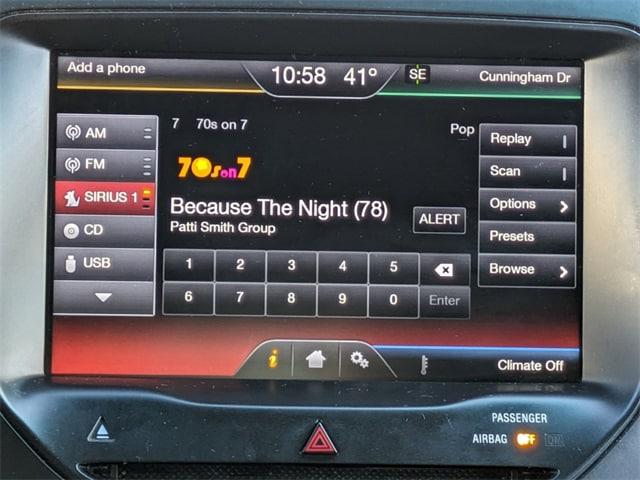 Add a phone
10:58 41° SE
Cunningham Dr
AM
FM
SIRIUS 1
CD
USB
7 70s on 7
Pop
70son7
Because The Night (78)
Patti Smith Group
ALERT
1 2 3 4 5
6 7 8 9 0 Enter
Replay
Scan
Options
Presets
Browse
i
Climate Off
PASSENGER
AIRBAG OFF ON